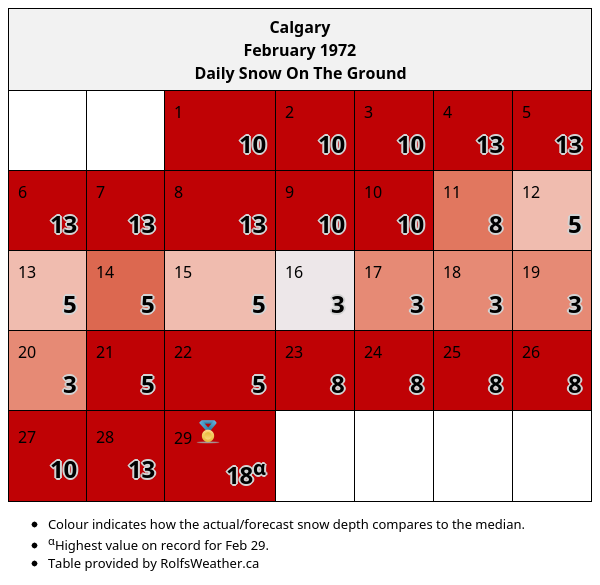 Calgary
February 1972
Daily Snow On The Ground
1 2 3 4 5
10 10 10 13 13
6 7 8 9 10 11 12
13 13 13 10 10 8 5
13 14 15 16 17 18 19
5 5 5 3 3 3 3
20 21 22 23 24 25 26
3 5 5 8 8 8 8
27 28 29
10 13 18α
Colour indicates how the actual/forecast snow depth compares to the median.
αHighest value on record for Feb 29.
Table provided by RolfsWeather.ca